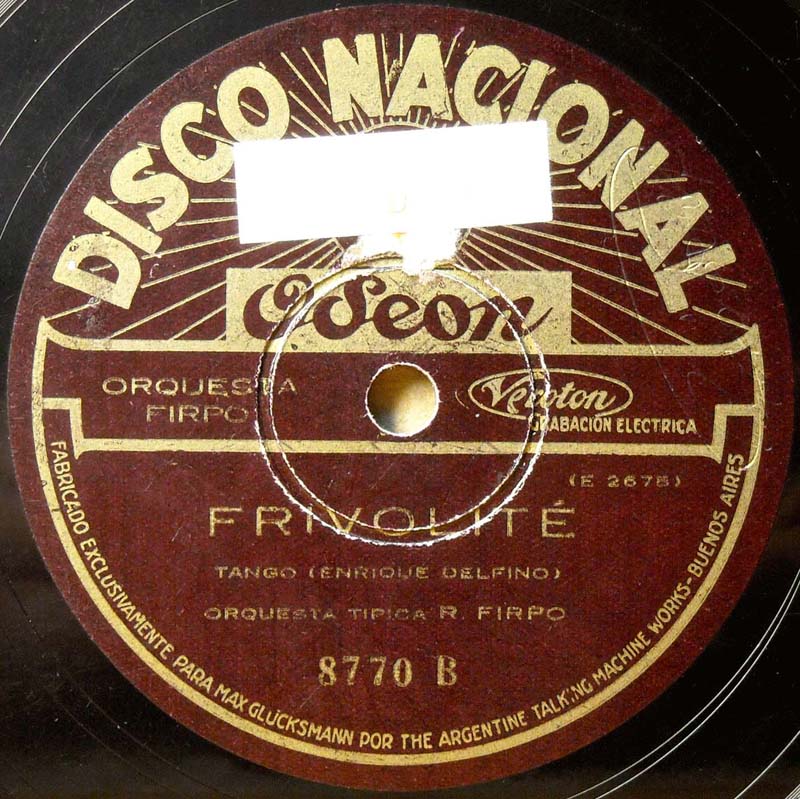 DISCO NACIONAL
Odeon
ORQUESTA
FIRPO
Veroton
GRABACIÓN ELECTRICA
(E 2675)
FRIVOLITÉ
TANGO (ENRIQUE DELFINO)
ORQUESTA TIPICA R. FIRPO
8770 B
FABRICADO EXCLUSIVAMENTE PARA MAX GLÜCKSMANN POR THE ARGENTINE TALKING MACHINE WORKS-BUENOS AIRES